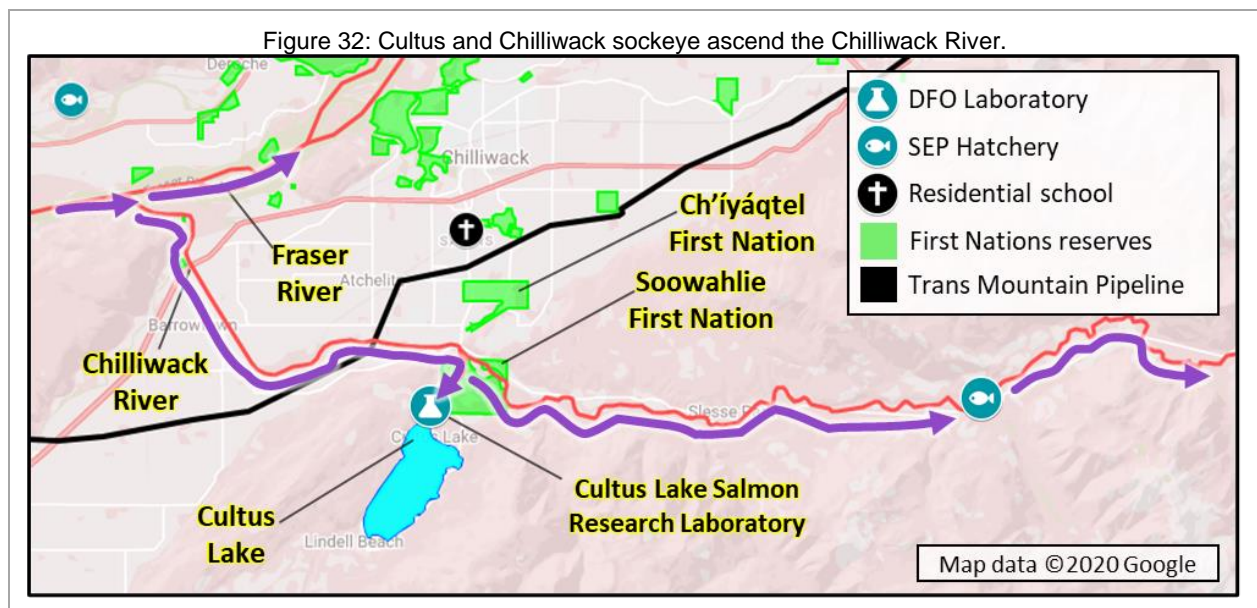 Figure 32: Cultus and Chilliwack sockeye ascend the Chilliwack River.
Deroche
DFO Laboratory
SEP Hatchery
Residential school
First Nations reserves
Trans Mountain Pipeline
Chilliwack
Ch'íyáqtel
First Nation
Fraser
River
Atchelitz
Soowahlie
First Nation
Barrowtown
Chilliwack
River
Slesse
Cultus Lake
Cultus Lake Salmon
Research Laboratory
Cultus
Lake
Lindell Beach
Map data ©2020 Google